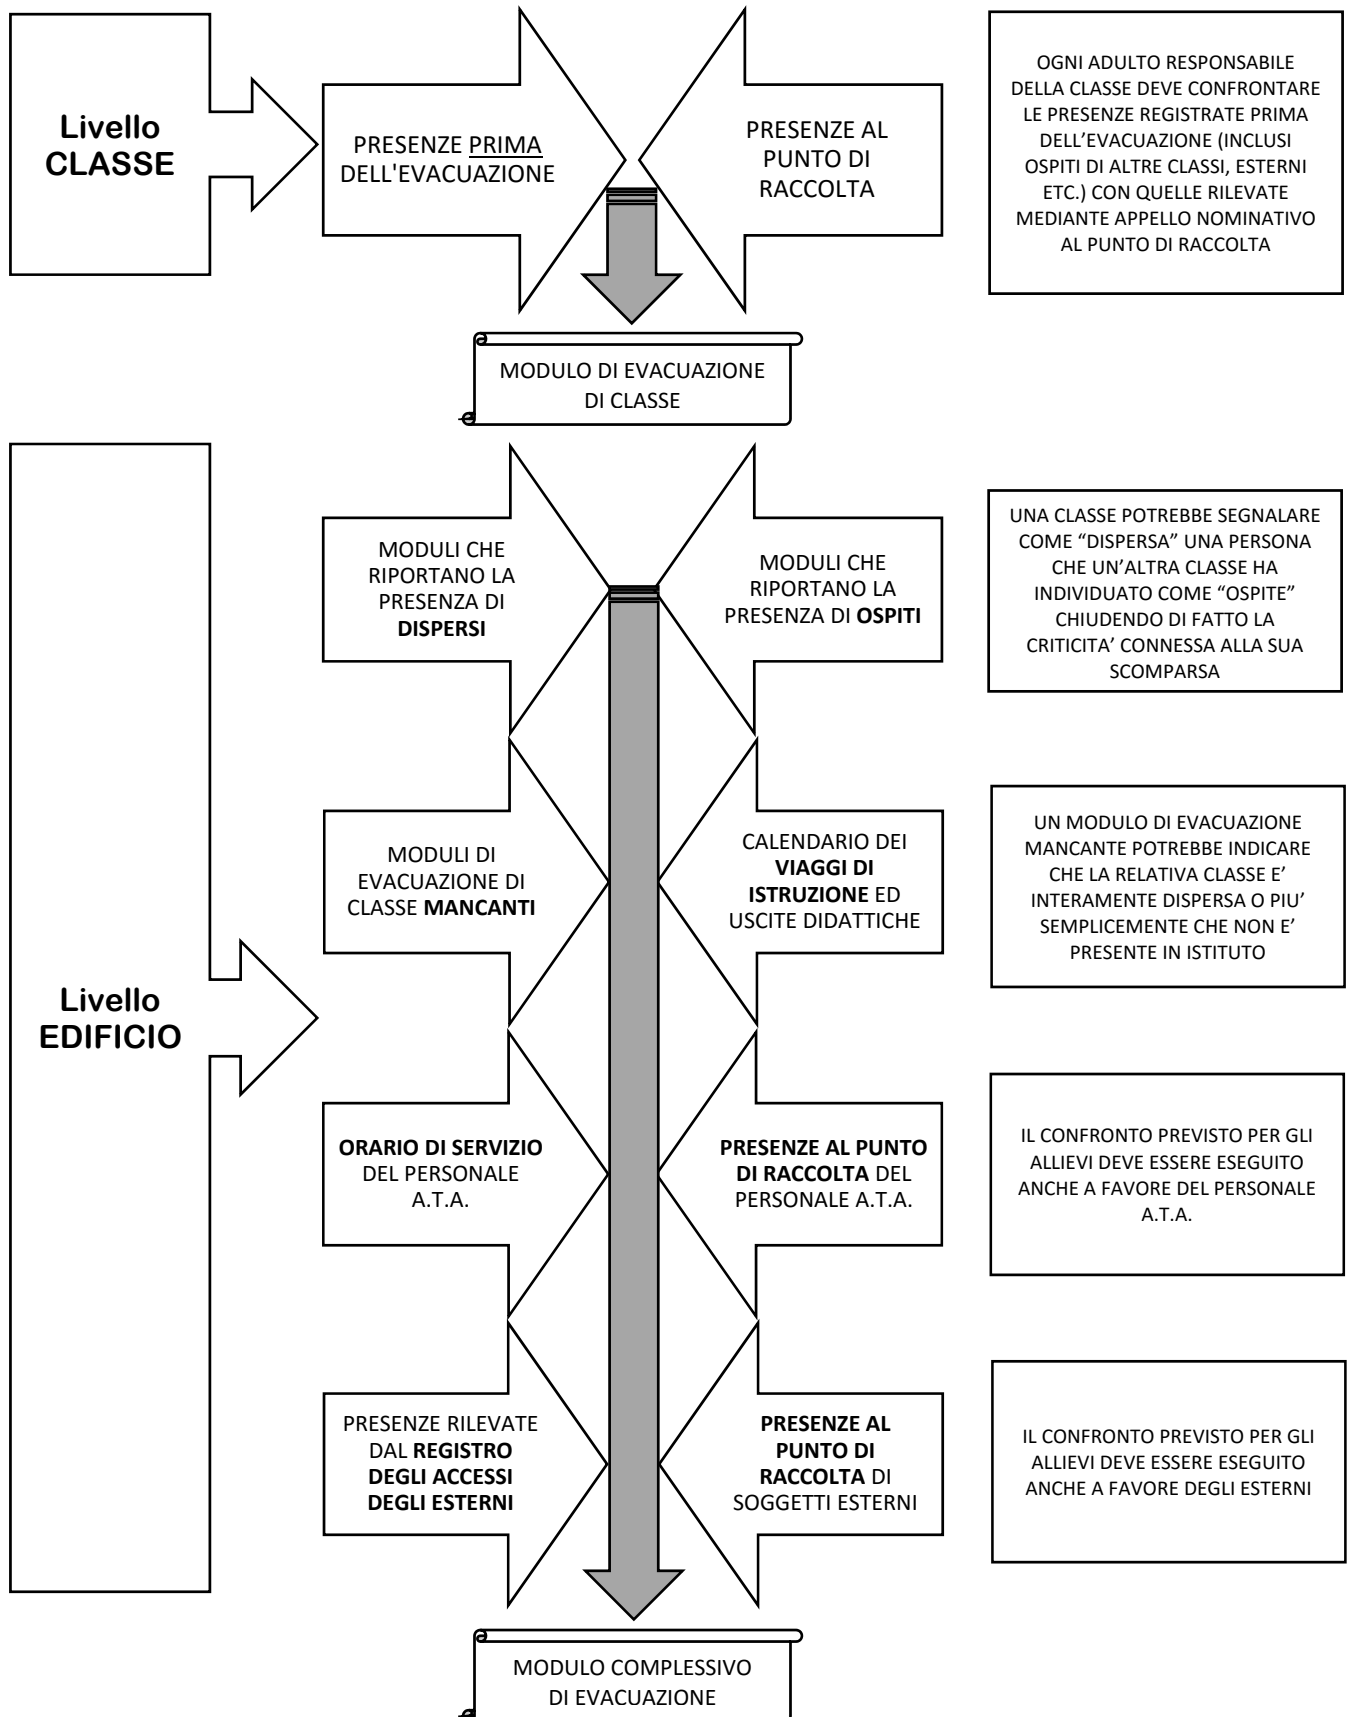 Livello
CLASSE
PRESENZE PRIMA
DELL'EVACUAZIONE
PRESENZE AL
PUNTO DI
RACCOLTA
OGNI ADULTO RESPONSABILE
DELLA CLASSE DEVE CONFRONTARE
LE PRESENZE REGISTRATE PRIMA
DELL’EVACUAZIONE (INCLUSI
OSPITI DI ALTRE CLASSI, ESTERNI
ETC.) CON QUELLE RILEVATE
MEDIANTE APPELLO NOMINATIVO
AL PUNTO DI RACCOLTA
MODULO DI EVACUAZIONE
DI CLASSE
Livello
EDIFICIO
MODULI CHE
RIPORTANO LA
PRESENZA DI
DISPERSI
MODULI CHE
RIPORTANO LA
PRESENZA DI OSPITI
UNA CLASSE POTREBBE SEGNALARE
COME “DISPERSA” UNA PERSONA
CHE UN’ALTRA CLASSE HA
INDIVIDUATO COME “OSPITE”
CHIUDENDO DI FATTO LA
CRITICITA’ CONNESSA ALLA SUA
SCOMPARSA
MODULI DI
EVACUAZIONE DI
CLASSE MANCANTI
CALENDARIO DEI
VIAGGI DI
ISTRUZIONE ED
USCITE DIDATTICHE
UN MODULO DI EVACUAZIONE
MANCANTE POTREBBE INDICARE
CHE LA RELATIVA CLASSE E’
INTERAMENTE DISPERSA O PIU’
SEMPLICEMENTE CHE NON E’
PRESENTE IN ISTITUTO
ORARIO DI SERVIZIO
DEL PERSONALE
A.T.A.
PRESENZE AL PUNTO
DI RACCOLTA DEL
PERSONALE A.T.A.
IL CONFRONTO PREVISTO PER GLI
ALLIEVI DEVE ESSERE ESEGUITO
ANCHE A FAVORE DEL PERSONALE
A.T.A.
PRESENZE RILEVATE
DAL REGISTRO
DEGLI ACCESSI
DEGLI ESTERNI
PRESENZE AL
PUNTO DI
RACCOLTA DI
SOGGETTI ESTERNI
IL CONFRONTO PREVISTO PER GLI
ALLIEVI DEVE ESSERE ESEGUITO
ANCHE A FAVORE DEGLI ESTERNI
MODULO COMPLESSIVO
DI EVACUAZIONE